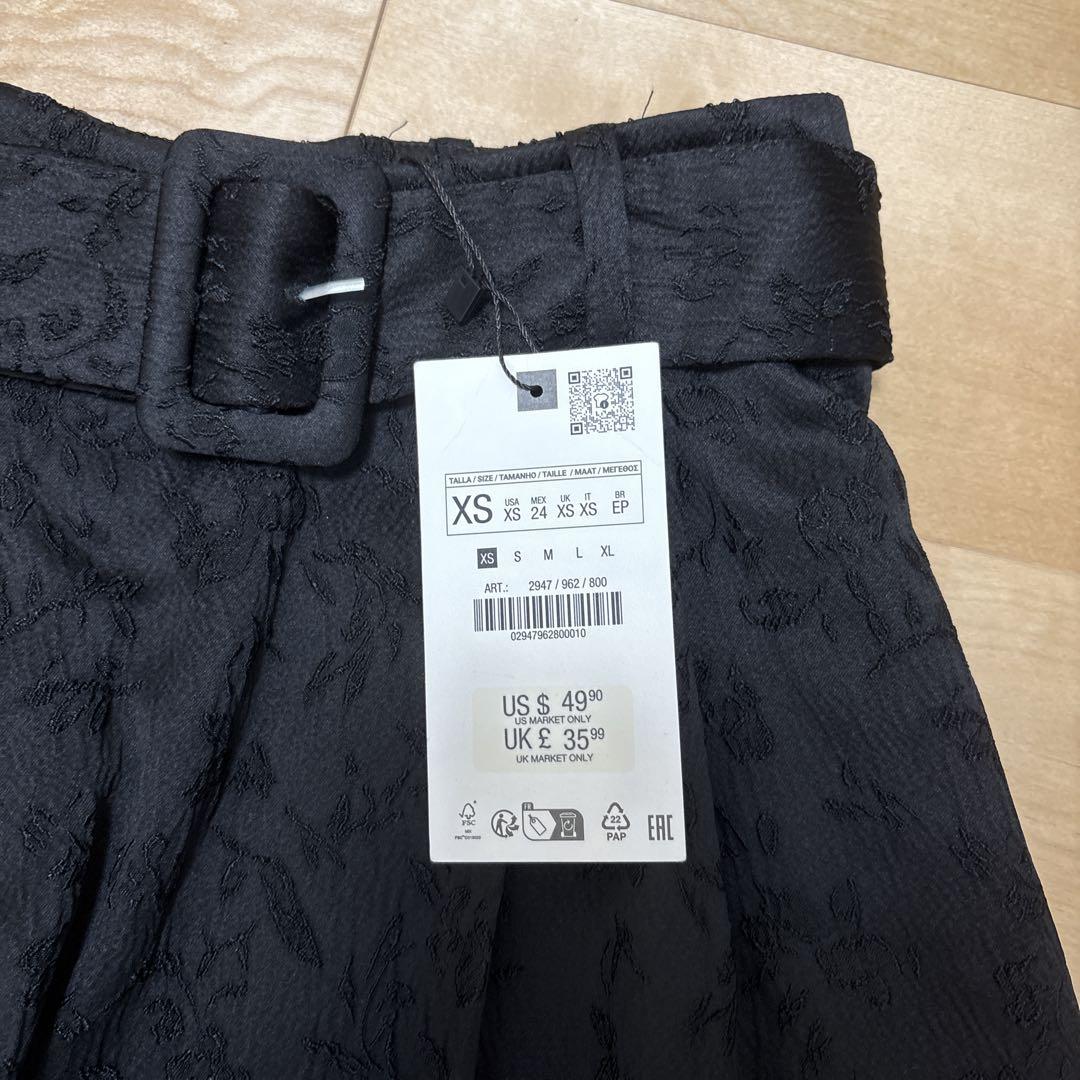 TALLA / SIZE / TAMANHO / TAILLE / MAAT / ΜΕΓΕΘΟΣ
XS USA XS MEX 24 UK XS IT XS BR EP
XS S M L XL
ART.: 2947 / 962 / 800
02947962800010
US $ 49 90
US MARKET ONLY
UK £ 35 99
UK MARKET ONLY
FSC
MIX
FR
22
PAP
EAC